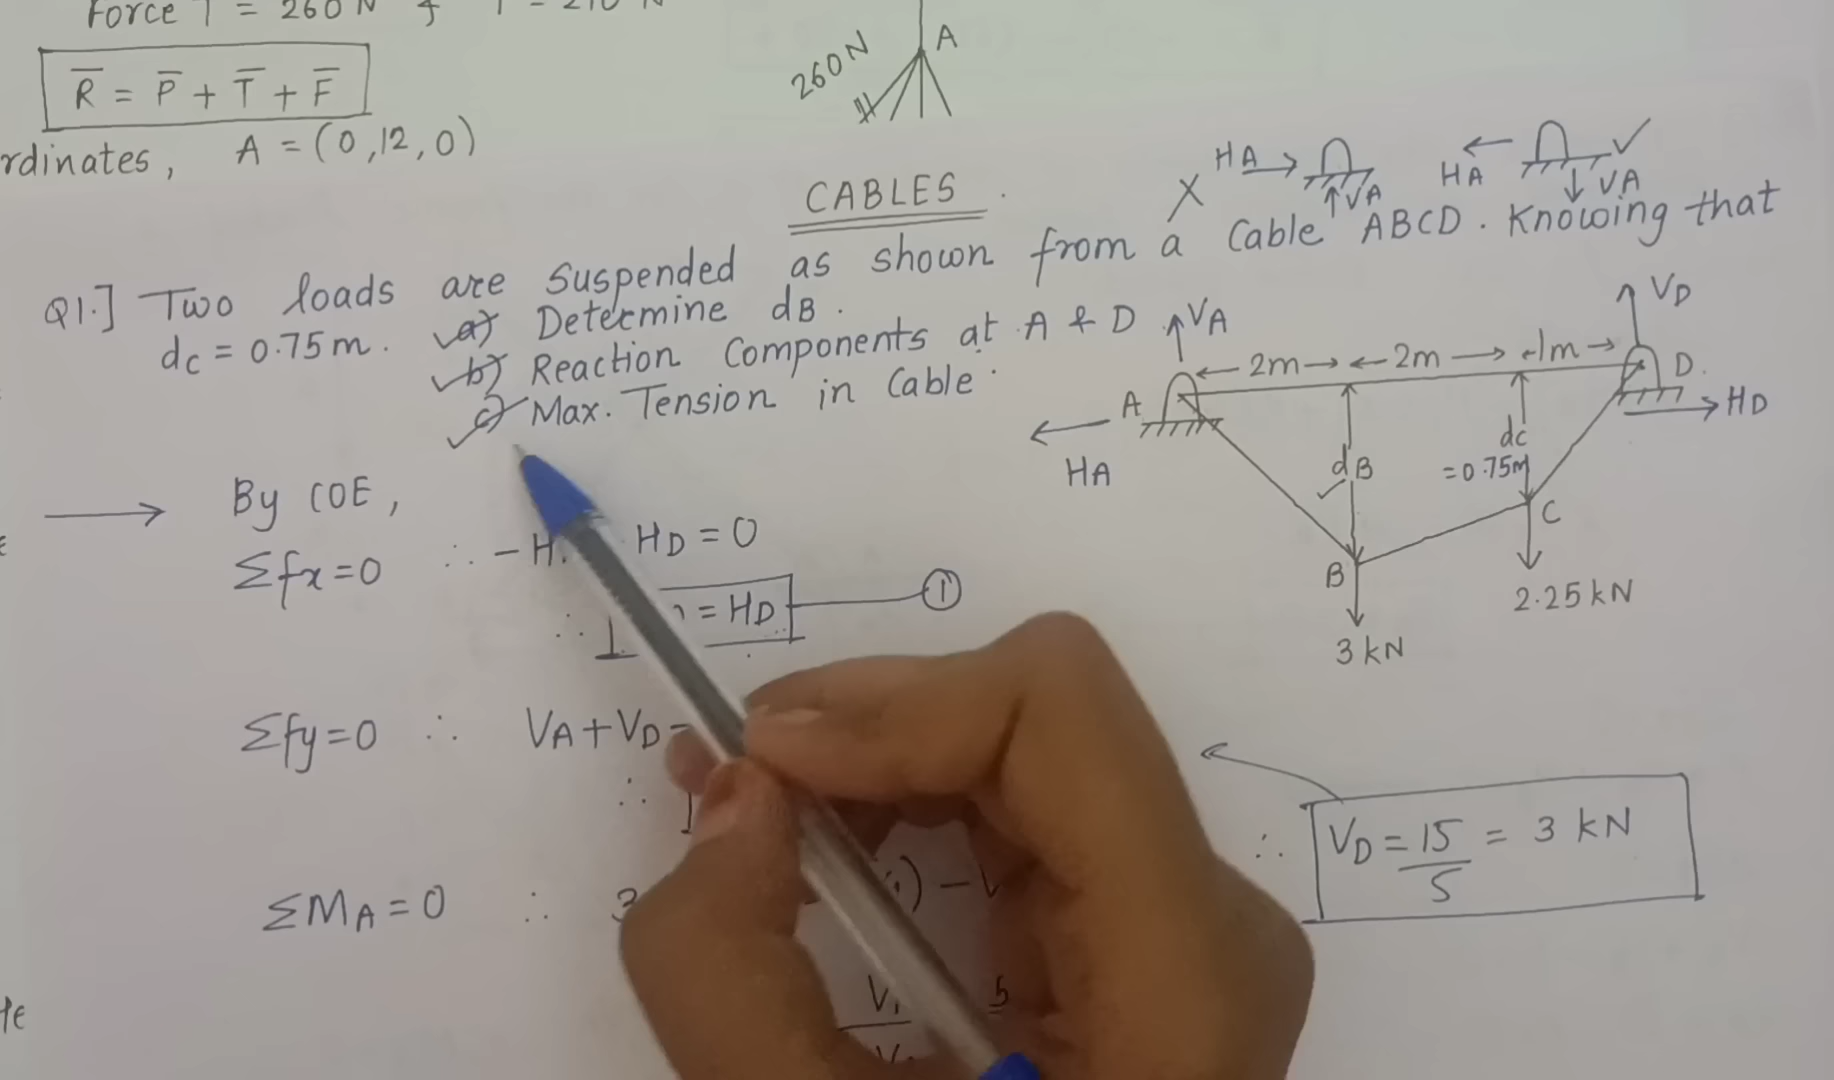 Force T = 260 N
R = P + T + F
rdinates, A = (0,12,0)
260N
A
CABLES
HA
VA
HA
VA
Q1.] Two loads are suspended as shown from a Cable ABCD. Knowing that
dc = 0.75m. a) Determine dB.
b) Reaction Components at A & D
c) Max. Tension in Cable
VA
VD
2m 2m 1m
A
D.
HA
HD
dB
dc
= 0.75m
B
C
3 kN
2.25 kN
By COE,
Σfx=0 ∴ -H HD = 0
∴ = HD 1
Σfy=0 ∴ VA+VD-
∴
ΣMA=0 ∴ 3 ) - V
∴ VD = 15/5 = 3 kN